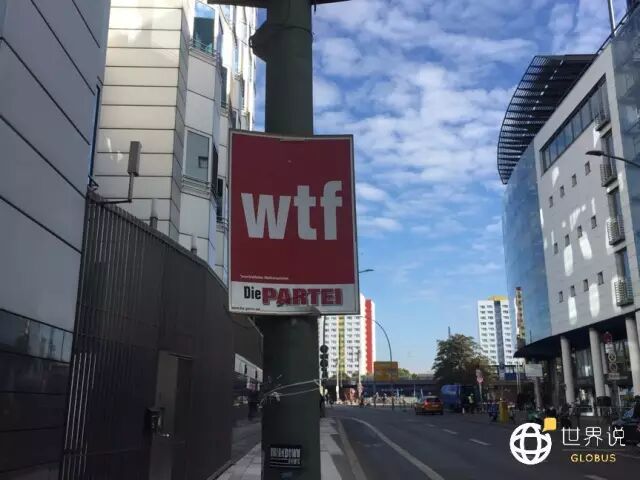 wtf
Die PARTEI
世界说
GLOBUS